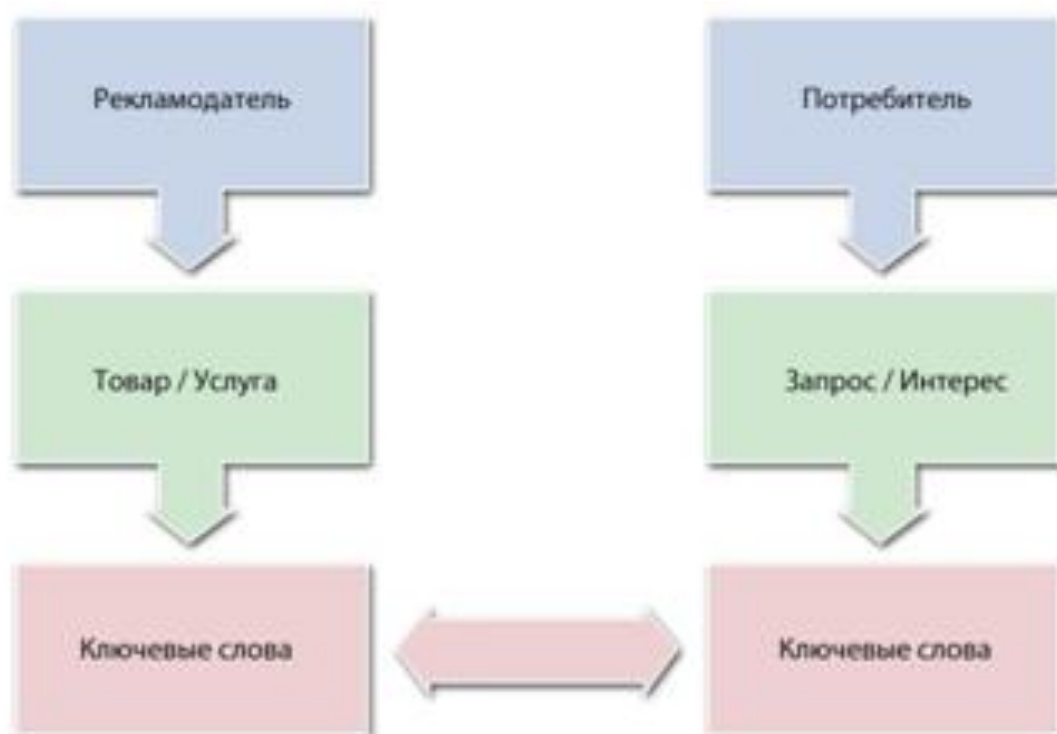 Рекламодатель
Потребитель
Товар / Услуга
Запрос / Интерес
Ключевые слова
Ключевые слова